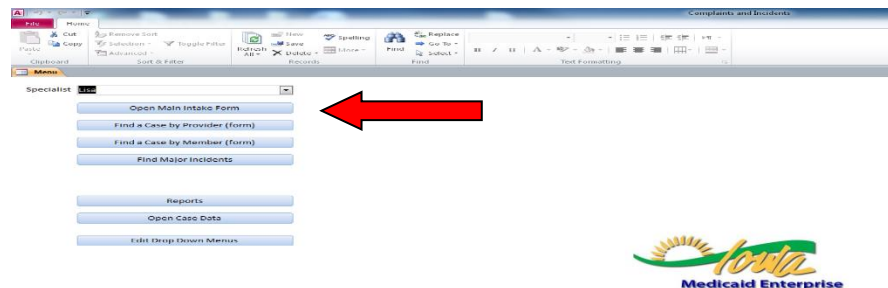 Complaints and Incidents
File Home
Cut
Copy
Paste
Clipboard
Remove Sort
Selection
Toggle Filter
Advanced
Sort & Filter
Refresh All
New
Save
Delete
Spelling
More
Records
Find
Replace
Go To
Select
Find
Text Formatting
Menu
Specialist Lisa
Open Main Intake Form
Find a Case by Provider (form)
Find a Case by Member (form)
Find Major Incidents
Reports
Open Case Data
Edit Drop Down Menus
Iowa
Medicaid Enterprise